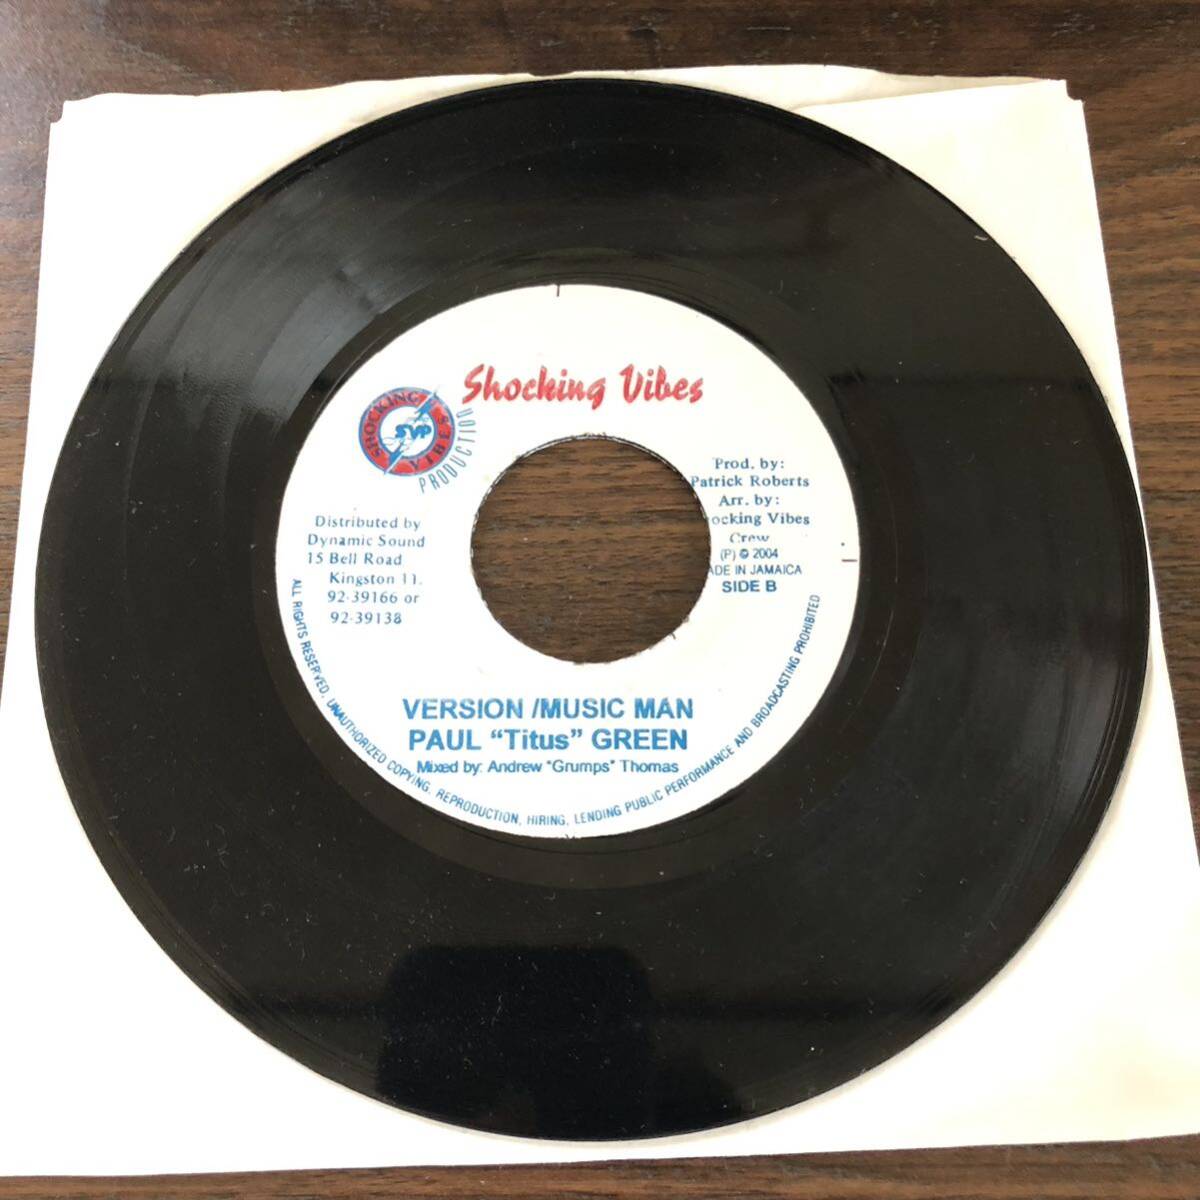 Shocking Vibes
SHOCKING VIBES
SVP
PRODUCTION
Distributed by
Dynamic Sound
15 Bell Road
Kingston 11.
92-39166 or
92-39138
Prod. by:
Patrick Roberts
Arr. by:
ocking Vibes
Crew
(P) © 2004
ADE IN JAMAICA
SIDE B
VERSION /MUSIC MAN
PAUL “Titus” GREEN
Mixed by: Andrew "Grumps" Thomas
ALL RIGHTS RESERVED. UNAUTHORIZED COPYING, REPRODUCTION, HIRING, LENDING PUBLIC PERFORMANCE AND BROADCASTING PROHIBITED